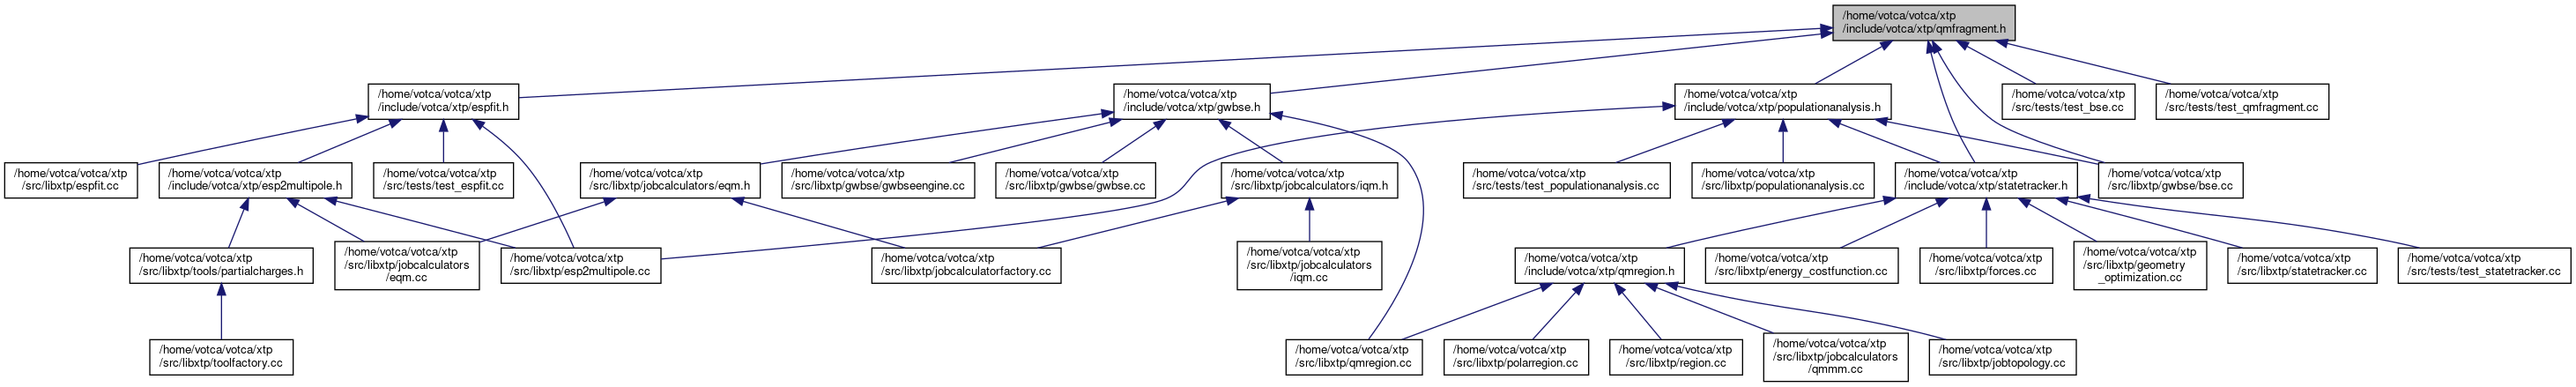 /home/votca/votca/xtp
/include/votca/xtp/qmfragment.h
/home/votca/votca/xtp
/include/votca/xtp/espfit.h
/home/votca/votca/xtp
/include/votca/xtp/gwbse.h
/home/votca/votca/xtp
/include/votca/xtp/populationanalysis.h
/home/votca/votca/xtp
/src/tests/test_bse.cc
/home/votca/votca/xtp
/src/tests/test_qmfragment.cc
/home/votca/votca/xtp
/src/libxtp/espfit.cc
/home/votca/votca/xtp
/include/votca/xtp/esp2multipole.h
/home/votca/votca/xtp
/src/tests/test_espfit.cc
/home/votca/votca/xtp
/src/libxtp/jobcalculators/eqm.h
/home/votca/votca/xtp
/src/libxtp/gwbse/gwbseengine.cc
/home/votca/votca/xtp
/src/libxtp/gwbse/gwbse.cc
/home/votca/votca/xtp
/src/libxtp/jobcalculators/iqm.h
/home/votca/votca/xtp
/src/tests/test_populationanalysis.cc
/home/votca/votca/xtp
/src/libxtp/populationanalysis.cc
/home/votca/votca/xtp
/include/votca/xtp/statetracker.h
/home/votca/votca/xtp
/src/libxtp/gwbse/bse.cc
/home/votca/votca/xtp
/src/libxtp/tools/partialcharges.h
/home/votca/votca/xtp
/src/libxtp/jobcalculators
/eqm.cc
/home/votca/votca/xtp
/src/libxtp/esp2multipole.cc
/home/votca/votca/xtp
/src/libxtp/jobcalculatorfactory.cc
/home/votca/votca/xtp
/src/libxtp/jobcalculators
/iqm.cc
/home/votca/votca/xtp
/include/votca/xtp/qmregion.h
/home/votca/votca/xtp
/src/libxtp/energy_costfunction.cc
/home/votca/votca/xtp
/src/libxtp/forces.cc
/home/votca/votca/xtp
/src/libxtp/geometry
_optimization.cc
/home/votca/votca/xtp
/src/libxtp/statetracker.cc
/home/votca/votca/xtp
/src/tests/test_statetracker.cc
/home/votca/votca/xtp
/src/libxtp/toolfactory.cc
/home/votca/votca/xtp
/src/libxtp/qmregion.cc
/home/votca/votca/xtp
/src/libxtp/polarregion.cc
/home/votca/votca/xtp
/src/libxtp/region.cc
/home/votca/votca/xtp
/src/libxtp/jobcalculators
/qmmm.cc
/home/votca/votca/xtp
/src/libxtp/jobtopology.cc